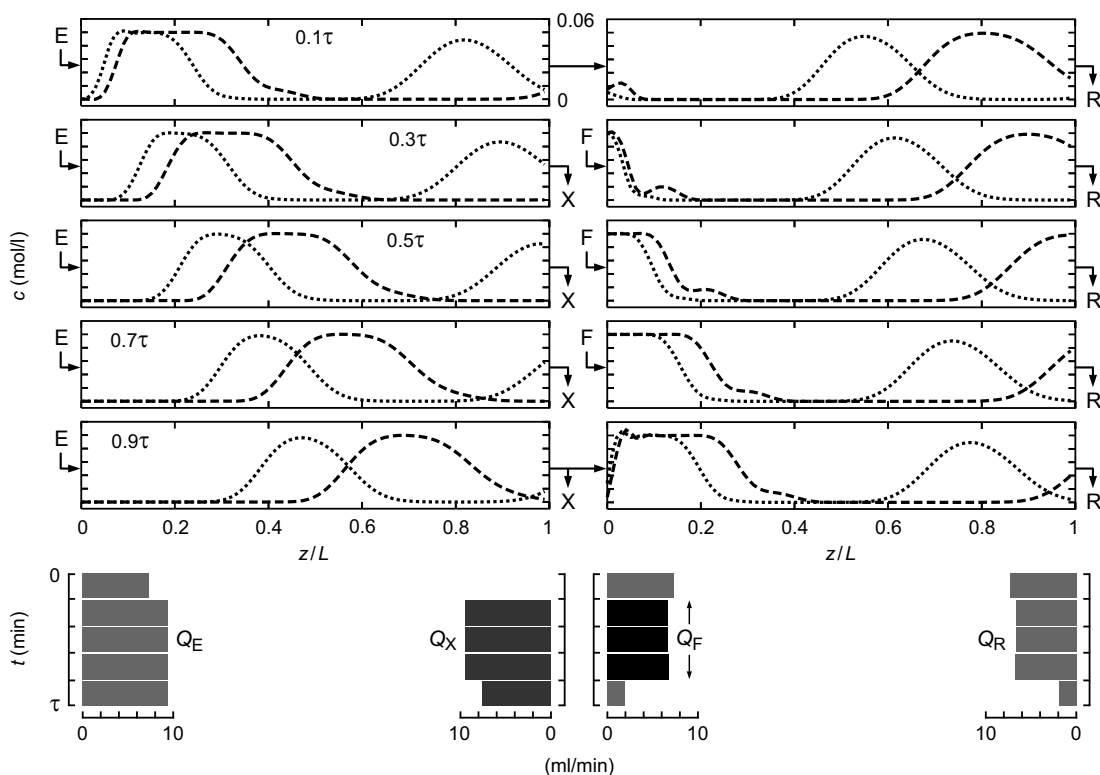 0.06
E 0.1τ
0 R
E 0.3τ X F R
E 0.5τ X F R
E 0.7τ X F R
E 0.9τ X R
c (mol/l)
0 0.2 0.4 0.6 0.8 1 0 0.2 0.4 0.6 0.8 1
z/L z/L
0
t (min) QE QX QF QR
τ
0 10 10 0 0 10 10 0
(ml/min)